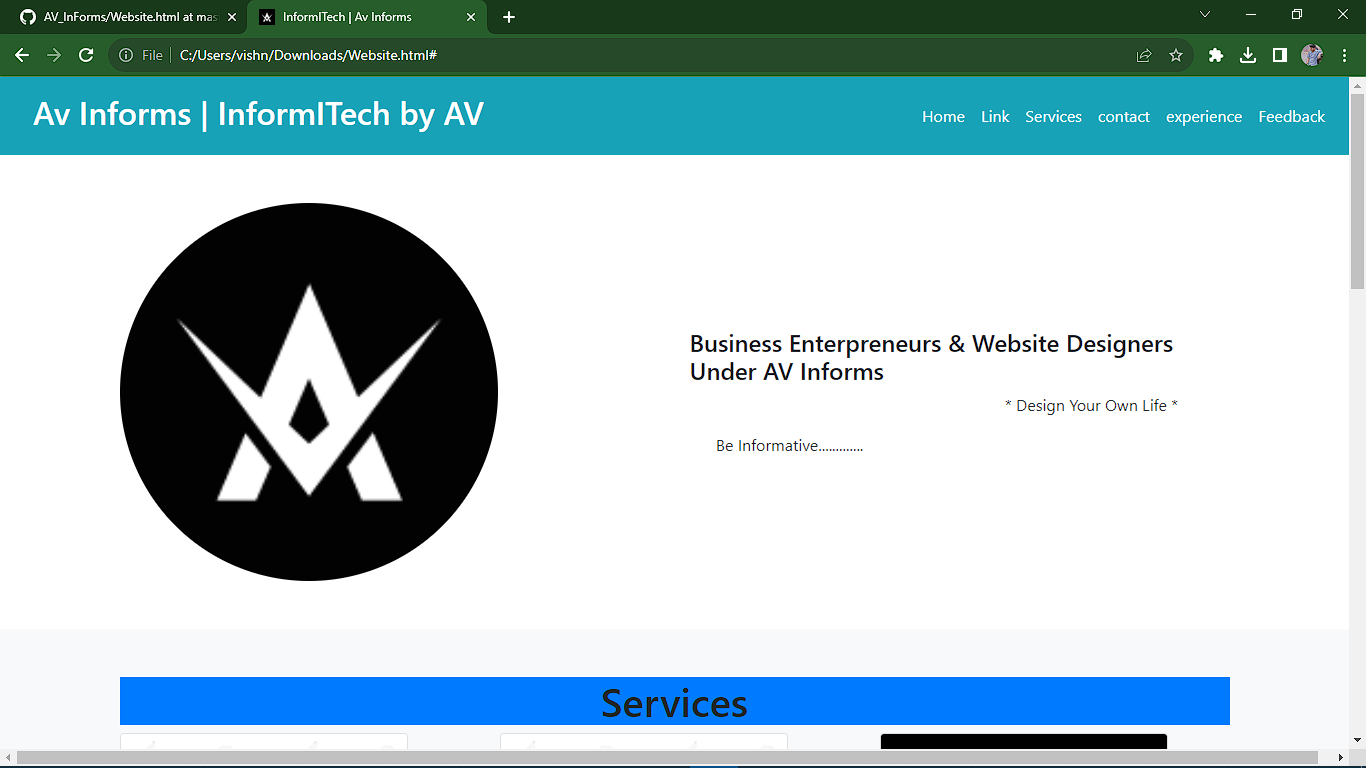 AV_InForms/Website.html at mas
InformITech | Av Informs
File
C:/Users/vishn/Downloads/Website.html#
Av Informs | InformITech by AV
Home Link Services contact experience Feedback
Business Enterpreneurs & Website Designers
Under AV Informs
* Design Your Own Life *
Be Informative.............
Services